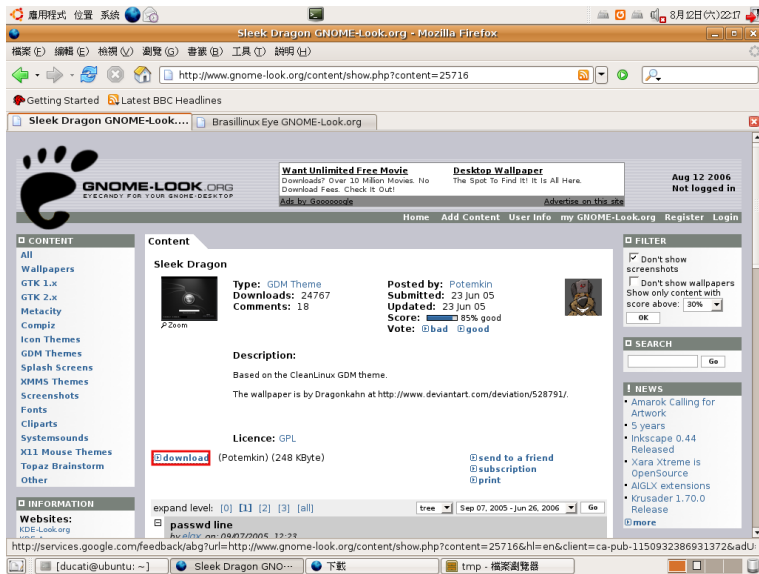 應用程式 位置 系統 8月12日(六)22:17
Sleek Dragon GNOME-Look.org - Mozilla Firefox
檔案(F) 編輯(E) 檢視(V) 瀏覽(G) 書籤(B) 工具(T) 說明(H)
http://www.gnome-look.org/content/show.php?content=25716
Getting Started Latest BBC Headlines
Sleek Dragon GNOME-Look.... Brasillinux Eye GNOME-Look.org
GNOME-LOOK.ORG
EYECANDY FOR YOUR GNOME-DESKTOP
Want Unlimited Free Movie
Downloads? Over 10 Million Movies. No
Download Fees. Check It Out!
Desktop Wallpaper
The Spot To Find It! It Is All Here.
Ads by Goooooogle Advertise on this site
Aug 12 2006
Not logged in
Home Add Content User Info my GNOME-Look.org Register Login
CONTENT
All
Wallpapers
GTK 1.x
GTK 2.x
Metacity
Compiz
Icon Themes
GDM Themes
Splash Screens
XMMS Themes
Screenshots
Fonts
Cliparts
Systemsounds
X11 Mouse Themes
Topaz Brainstorm
Other
INFORMATION
Websites:
KDE-Look.org
Content
Sleek Dragon
Zoom
Type: GDM Theme
Downloads: 24767
Comments: 18
Posted by: Potemkin
Submitted: 23 Jun 05
Updated: 23 Jun 05
Score: 85% good
Vote: bad good
Description:
Based on the CleanLinux GDM theme.
The wallpaper is by Dragonkahn at http://www.deviantart.com/deviation/528791/.
Licence: GPL
download (Potemkin) (248 KByte)
send to a friend
subscription
print
expand level: [0] [1] [2] [3] [all] tree Sep 07, 2005 - Jun 26, 2006 Go
passwd line
by elax on: 09/07/2005 12:23
FILTER
Don't show
screenshots
Don't show wallpapers
Show only content with
score above: 30%
OK
SEARCH
Go
NEWS
Amarok Calling for
Artwork
5 years
Inkscape 0.44
Released
Xara Xtreme is
OpenSource
AIGLX extensions
Krusader 1.70.0
Release
more
http://services.google.com/feedback/abg?url=http://www.gnome-look.org/content/show.php?content=25716&hl=en&client=ca-pub-1150932386931372&adU:
[ducati@ubuntu: ~] Sleek Dragon GNO⋯ 下載 tmp - 檔案瀏覽器